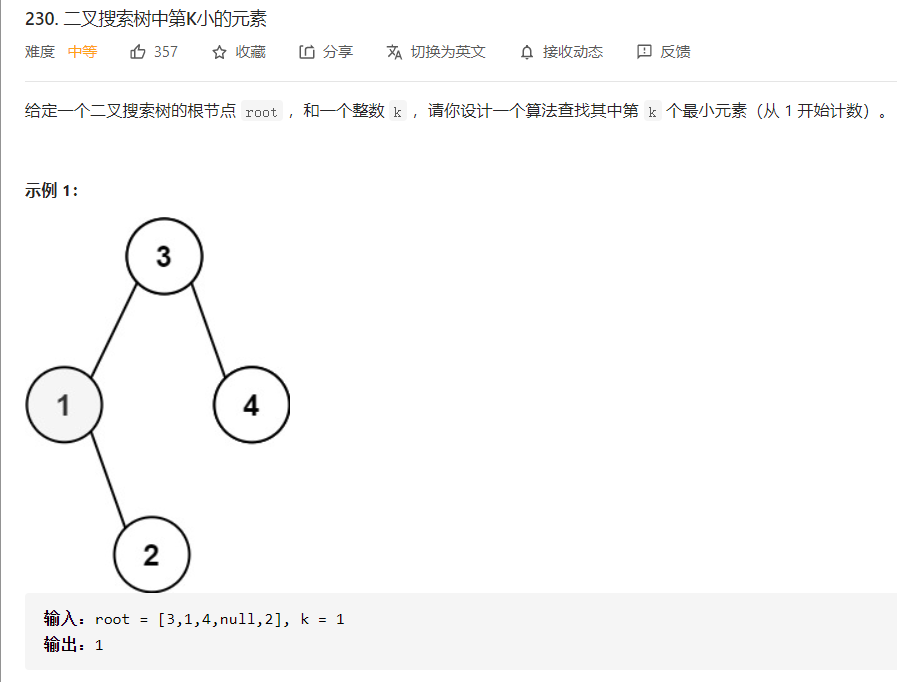 230. 二叉搜索树中第K小的元素
难度 中等 357 收藏 分享 切换为英文 接收动态 反馈
给定一个二叉搜索树的根节点 root ，和一个整数 k ，请你设计一个算法查找其中第 k 个最小元素（从 1 开始计数）。
示例 1：
3
1
4
2
输入：root = [3,1,4,null,2], k = 1
输出：1